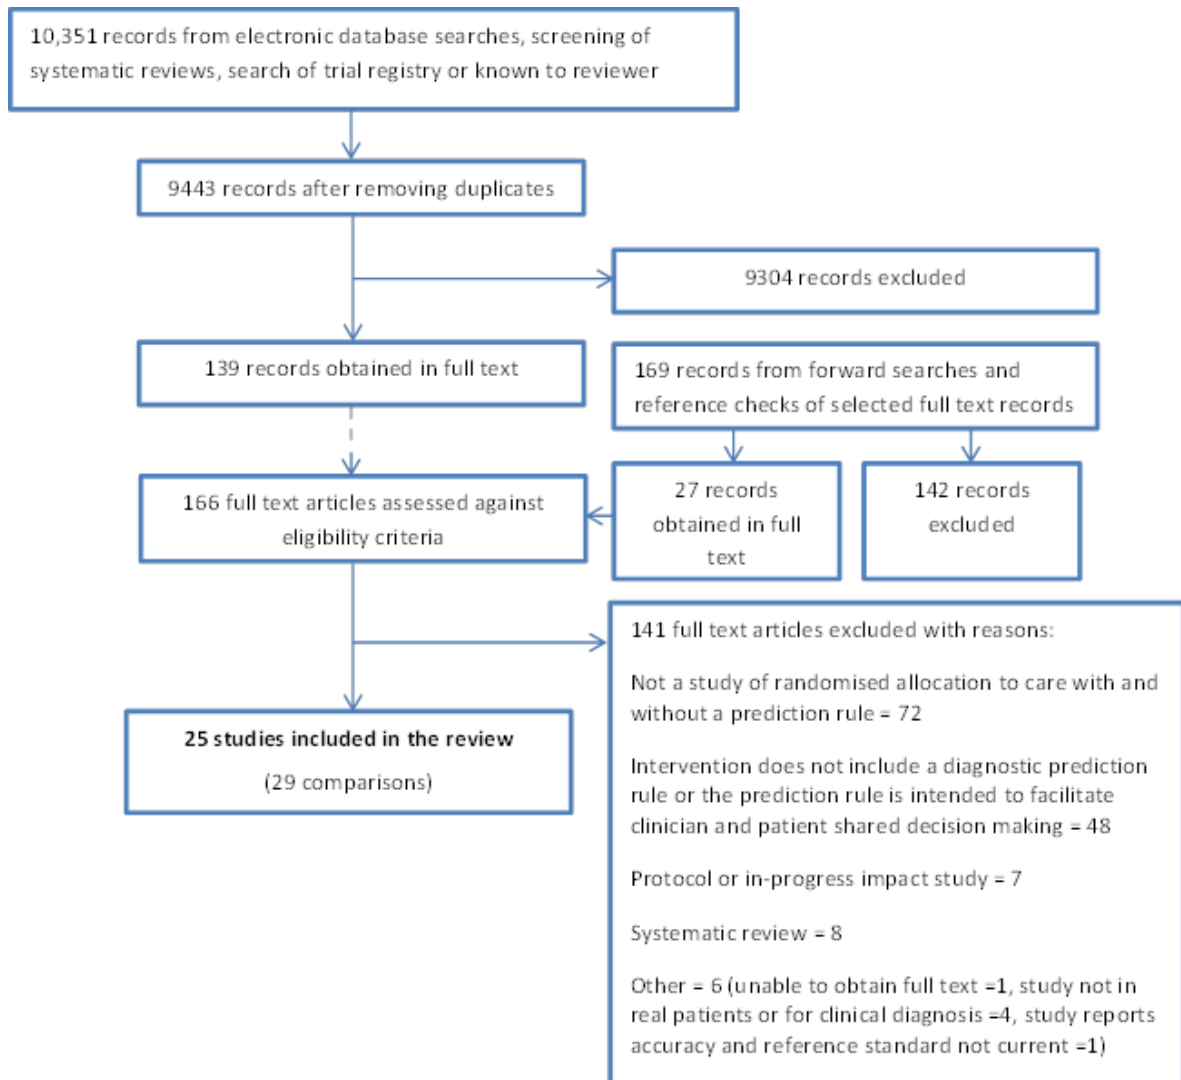 10,351 records from electronic database searches, screening of
systematic reviews, search of trial registry or known to reviewer
9443 records after removing duplicates
9304 records excluded
139 records obtained in full text
169 records from forward searches and
reference checks of selected full text records
166 full text articles assessed against
eligibility criteria
27 records
obtained in full
text
142 records
excluded
141 full text articles excluded with reasons:
Not a study of randomised allocation to care with and
without a prediction rule = 72
Intervention does not include a diagnostic prediction
rule or the prediction rule is intended to facilitate
clinician and patient shared decision making = 48
Protocol or in-progress impact study = 7
Systematic review = 8
Other = 6 (unable to obtain full text =1, study not in
real patients or for clinical diagnosis =4, study reports
accuracy and reference standard not current =1)
25 studies included in the review
(29 comparisons)